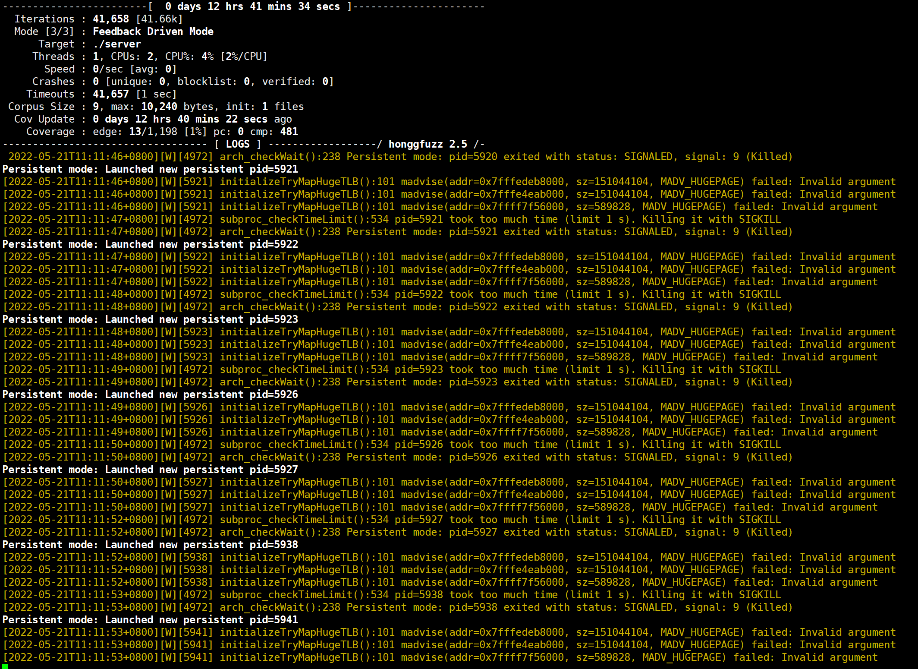 ------------------------[  0 days 12 hrs 41 mins 34 secs ]----------------------
  Iterations : 41,658 [41.66k]
  Mode [3/3] : Feedback Driven Mode
      Target : ./server
     Threads : 1, CPUs: 2, CPU%: 4% [2%/CPU]
       Speed : 0/sec [avg: 0]
     Crashes : 0 [unique: 0, blocklist: 0, verified: 0]
    Timeouts : 41,657 [1 sec]
 Corpus Size : 9, max: 10,240 bytes, init: 1 files
  Cov Update : 0 days 12 hrs 40 mins 22 secs ago
    Coverage : edge: 13/1,198 [1%] pc: 0 cmp: 481
---------------------------------- [ LOGS ] ------------------/ honggfuzz 2.5 /-
 2022-05-21T11:11:46+0800][W][4972] arch_checkWait():238 Persistent mode: pid=5920 exited with status: SIGNALED, signal: 9 (Killed)
Persistent mode: Launched new persistent pid=5921
[2022-05-21T11:11:46+0800][W][5921] initializeTryMapHugeTLB():101 madvise(addr=0x7fffedeb8000, sz=151044104, MADV_HUGEPAGE) failed: Invalid argument
[2022-05-21T11:11:46+0800][W][5921] initializeTryMapHugeTLB():101 madvise(addr=0x7fffe4eab000, sz=151044104, MADV_HUGEPAGE) failed: Invalid argument
[2022-05-21T11:11:46+0800][W][5921] initializeTryMapHugeTLB():101 madvise(addr=0x7ffff7f56000, sz=589828, MADV_HUGEPAGE) failed: Invalid argument
[2022-05-21T11:11:47+0800][W][4972] subproc_checkTimeLimit():534 pid=5921 took too much time (limit 1 s). Killing it with SIGKILL
[2022-05-21T11:11:47+0800][W][4972] arch_checkWait():238 Persistent mode: pid=5921 exited with status: SIGNALED, signal: 9 (Killed)
Persistent mode: Launched new persistent pid=5922
[2022-05-21T11:11:47+0800][W][5922] initializeTryMapHugeTLB():101 madvise(addr=0x7fffedeb8000, sz=151044104, MADV_HUGEPAGE) failed: Invalid argument
[2022-05-21T11:11:47+0800][W][5922] initializeTryMapHugeTLB():101 madvise(addr=0x7fffe4eab000, sz=151044104, MADV_HUGEPAGE) failed: Invalid argument
[2022-05-21T11:11:47+0800][W][5922] initializeTryMapHugeTLB():101 madvise(addr=0x7ffff7f56000, sz=589828, MADV_HUGEPAGE) failed: Invalid argument
[2022-05-21T11:11:48+0800][W][4972] subproc_checkTimeLimit():534 pid=5922 took too much time (limit 1 s). Killing it with SIGKILL
[2022-05-21T11:11:48+0800][W][4972] arch_checkWait():238 Persistent mode: pid=5922 exited with status: SIGNALED, signal: 9 (Killed)
Persistent mode: Launched new persistent pid=5923
[2022-05-21T11:11:48+0800][W][5923] initializeTryMapHugeTLB():101 madvise(addr=0x7fffedeb8000, sz=151044104, MADV_HUGEPAGE) failed: Invalid argument
[2022-05-21T11:11:48+0800][W][5923] initializeTryMapHugeTLB():101 madvise(addr=0x7fffe4eab000, sz=151044104, MADV_HUGEPAGE) failed: Invalid argument
[2022-05-21T11:11:48+0800][W][5923] initializeTryMapHugeTLB():101 madvise(addr=0x7ffff7f56000, sz=589828, MADV_HUGEPAGE) failed: Invalid argument
[2022-05-21T11:11:49+0800][W][4972] subproc_checkTimeLimit():534 pid=5923 took too much time (limit 1 s). Killing it with SIGKILL
[2022-05-21T11:11:49+0800][W][4972] arch_checkWait():238 Persistent mode: pid=5923 exited with status: SIGNALED, signal: 9 (Killed)
Persistent mode: Launched new persistent pid=5926
[2022-05-21T11:11:49+0800][W][5926] initializeTryMapHugeTLB():101 madvise(addr=0x7fffedeb8000, sz=151044104, MADV_HUGEPAGE) failed: Invalid argument
[2022-05-21T11:11:49+0800][W][5926] initializeTryMapHugeTLB():101 madvise(addr=0x7fffe4eab000, sz=151044104, MADV_HUGEPAGE) failed: Invalid argument
[2022-05-21T11:11:49+0800][W][5926] initializeTryMapHugeTLB():101 madvise(addr=0x7ffff7f56000, sz=589828, MADV_HUGEPAGE) failed: Invalid argument
[2022-05-21T11:11:50+0800][W][4972] subproc_checkTimeLimit():534 pid=5926 took too much time (limit 1 s). Killing it with SIGKILL
[2022-05-21T11:11:50+0800][W][4972] arch_checkWait():238 Persistent mode: pid=5926 exited with status: SIGNALED, signal: 9 (Killed)
Persistent mode: Launched new persistent pid=5927
[2022-05-21T11:11:50+0800][W][5927] initializeTryMapHugeTLB():101 madvise(addr=0x7fffedeb8000, sz=151044104, MADV_HUGEPAGE) failed: Invalid argument
[2022-05-21T11:11:50+0800][W][5927] initializeTryMapHugeTLB():101 madvise(addr=0x7fffe4eab000, sz=151044104, MADV_HUGEPAGE) failed: Invalid argument
[2022-05-21T11:11:50+0800][W][5927] initializeTryMapHugeTLB():101 madvise(addr=0x7ffff7f56000, sz=589828, MADV_HUGEPAGE) failed: Invalid argument
[2022-05-21T11:11:52+0800][W][4972] subproc_checkTimeLimit():534 pid=5927 took too much time (limit 1 s). Killing it with SIGKILL
[2022-05-21T11:11:52+0800][W][4972] arch_checkWait():238 Persistent mode: pid=5927 exited with status: SIGNALED, signal: 9 (Killed)
Persistent mode: Launched new persistent pid=5938
[2022-05-21T11:11:52+0800][W][5938] initializeTryMapHugeTLB():101 madvise(addr=0x7fffedeb8000, sz=151044104, MADV_HUGEPAGE) failed: Invalid argument
[2022-05-21T11:11:52+0800][W][5938] initializeTryMapHugeTLB():101 madvise(addr=0x7fffe4eab000, sz=151044104, MADV_HUGEPAGE) failed: Invalid argument
[2022-05-21T11:11:52+0800][W][5938] initializeTryMapHugeTLB():101 madvise(addr=0x7ffff7f56000, sz=589828, MADV_HUGEPAGE) failed: Invalid argument
[2022-05-21T11:11:53+0800][W][4972] subproc_checkTimeLimit():534 pid=5938 took too much time (limit 1 s). Killing it with SIGKILL
[2022-05-21T11:11:53+0800][W][4972] arch_checkWait():238 Persistent mode: pid=5938 exited with status: SIGNALED, signal: 9 (Killed)
Persistent mode: Launched new persistent pid=5941
[2022-05-21T11:11:53+0800][W][5941] initializeTryMapHugeTLB():101 madvise(addr=0x7fffedeb8000, sz=151044104, MADV_HUGEPAGE) failed: Invalid argument
[2022-05-21T11:11:53+0800][W][5941] initializeTryMapHugeTLB():101 madvise(addr=0x7fffe4eab000, sz=151044104, MADV_HUGEPAGE) failed: Invalid argument
[2022-05-21T11:11:53+0800][W][5941] initializeTryMapHugeTLB():101 madvise(addr=0x7ffff7f56000, sz=589828, MADV_HUGEPAGE) failed: Invalid argument